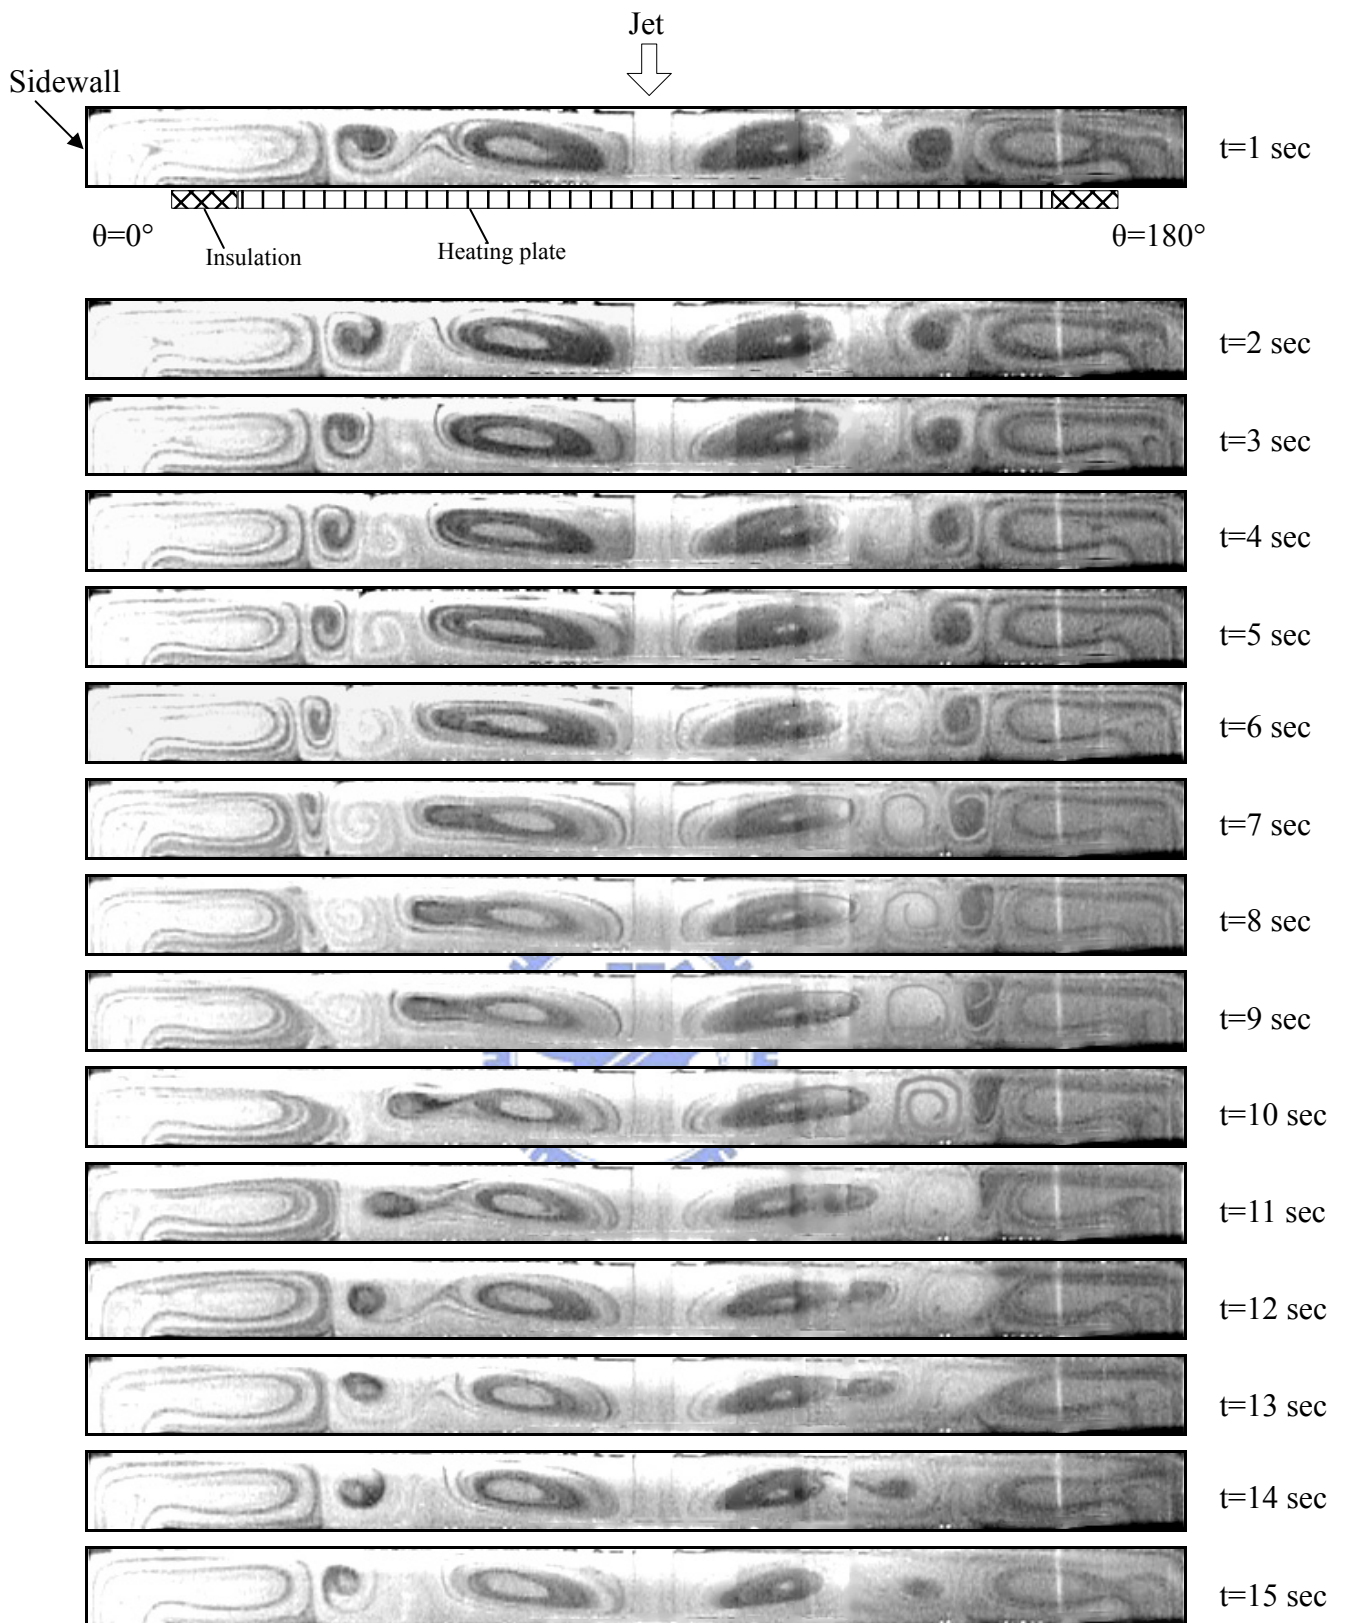 Jet
Sidewall
t=1 sec
θ=0°
θ=180°
Insulation
Heating plate
t=2 sec
t=3 sec
t=4 sec
t=5 sec
t=6 sec
t=7 sec
t=8 sec
t=9 sec
t=10 sec
t=11 sec
t=12 sec
t=13 sec
t=14 sec
t=15 sec